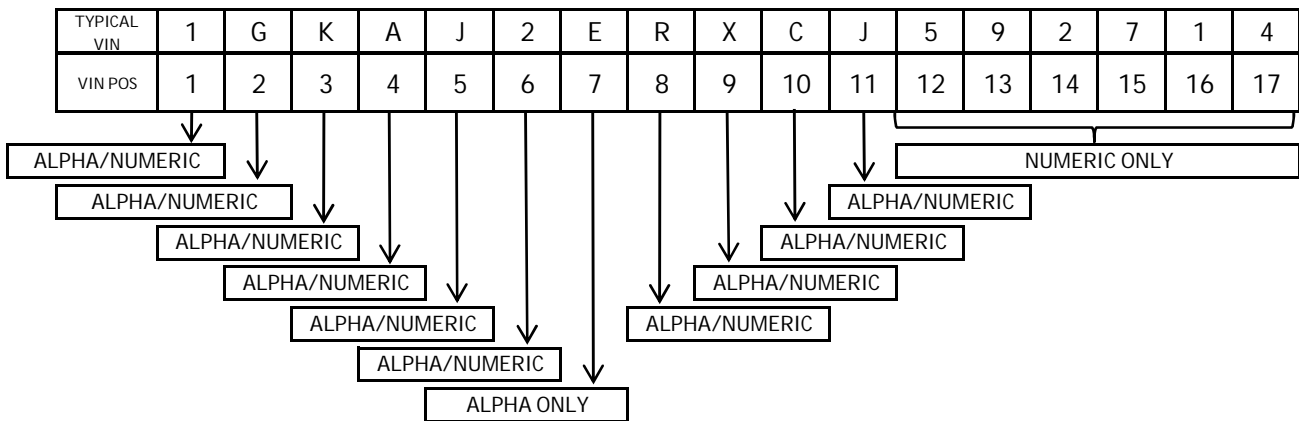 TYPICAL VIN 1 G K A J 2 E R X C J 5 9 2 7 1 4
VIN POS 1 2 3 4 5 6 7 8 9 10 11 12 13 14 15 16 17
ALPHA/NUMERIC NUMERIC ONLY
ALPHA/NUMERIC ALPHA/NUMERIC
ALPHA/NUMERIC ALPHA/NUMERIC
ALPHA/NUMERIC ALPHA/NUMERIC
ALPHA/NUMERIC ALPHA/NUMERIC
ALPHA/NUMERIC
ALPHA ONLY